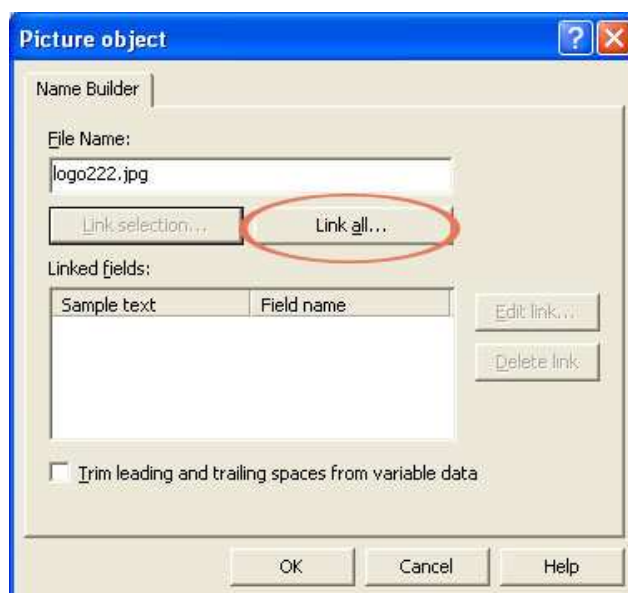 Picture object
Name Builder
File Name:
logo222.jpg
Link selection... Link all...
Linked fields:
Sample text Field name
Edit link...
Delete link
Trim leading and trailing spaces from variable data
OK Cancel Help